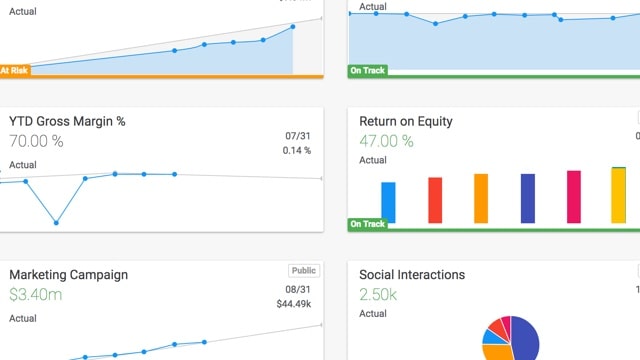 Actual
Actual
At Risk
On Track
YTD Gross Margin %
70.00 %
07/31
0.14 %
Actual
Return on Equity
47.00 %
Actual
On Track
Marketing Campaign
Public
$3.40m
08/31
$44.49k
Actual
Social Interactions
2.50k
Actual